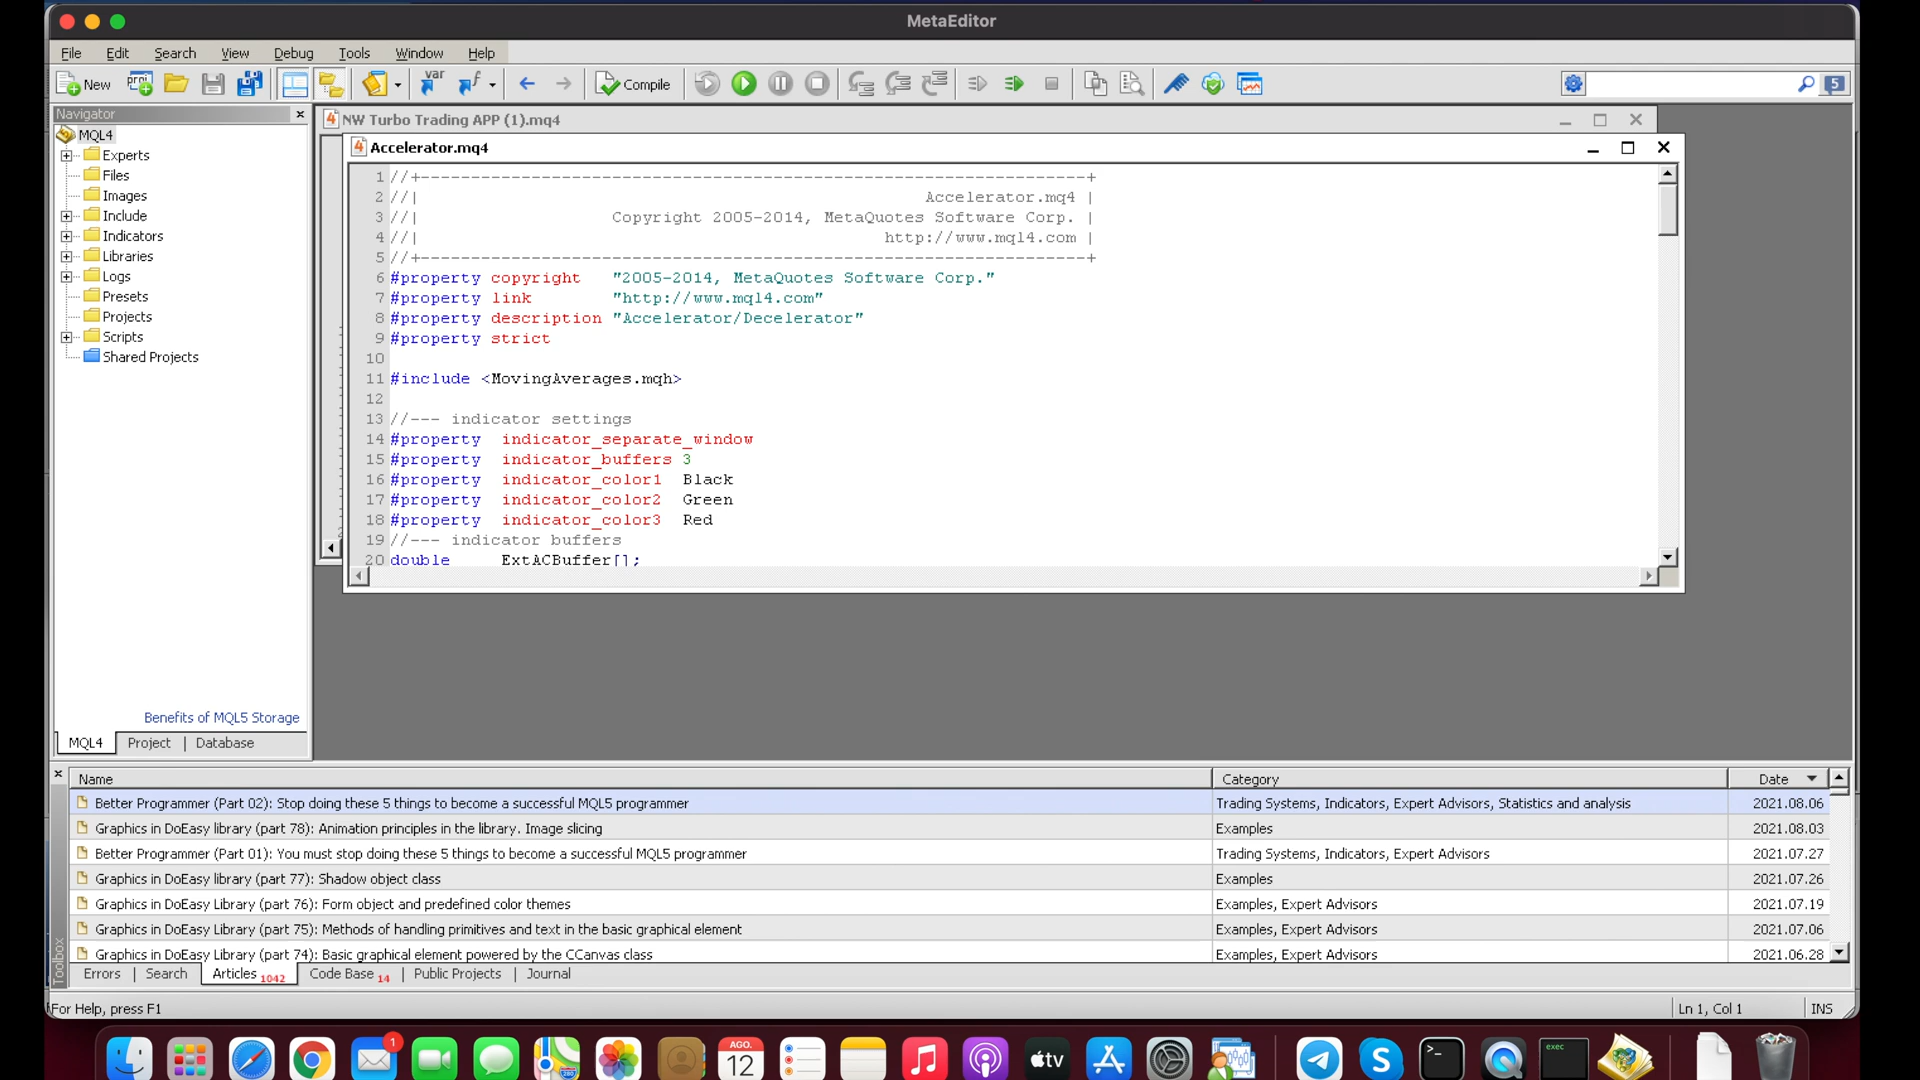 MetaEditor
File Edit Search View Debug Tools Window Help
New proj var f Compile 5
Navigator
MQL4
Experts
Files
Images
Include
Indicators
Libraries
Logs
Presets
Projects
Scripts
Shared Projects
Benefits of MQL5 Storage
MQL4 Project Database
NW Turbo Trading APP (1).mq4
Accelerator.mq4
1 //+------------------------------------------------------------------+
2 //| Accelerator.mq4 |
3 //| Copyright 2005-2014, MetaQuotes Software Corp. |
4 //| http://www.mql4.com |
5 //+------------------------------------------------------------------+
6 #property copyright "2005-2014, MetaQuotes Software Corp."
7 #property link "http://www.mql4.com"
8 #property description "Accelerator/Decelerator"
9 #property strict
10
11 #include <MovingAverages.mqh>
12
13 //--- indicator settings
14 #property indicator_separate_window
15 #property indicator_buffers 3
16 #property indicator_color1 Black
17 #property indicator_color2 Green
18 #property indicator_color3 Red
19 //--- indicator buffers
20 double ExtACBuffer[];
Name Category Date
Better Programmer (Part 02): Stop doing these 5 things to become a successful MQL5 programmer Trading Systems, Indicators, Expert Advisors, Statistics and analysis 2021.08.06
Graphics in DoEasy library (part 78): Animation principles in the library. Image slicing Examples 2021.08.03
Better Programmer (Part 01): You must stop doing these 5 things to become a successful MQL5 programmer Trading Systems, Indicators, Expert Advisors 2021.07.27
Graphics in DoEasy library (part 77): Shadow object class Examples 2021.07.26
Graphics in DoEasy Library (part 76): Form object and predefined color themes Examples, Expert Advisors 2021.07.19
Graphics in DoEasy Library (part 75): Methods of handling primitives and text in the basic graphical element Examples, Expert Advisors 2021.07.06
Graphics in DoEasy Library (part 74): Basic graphical element powered by the CCanvas class Examples, Expert Advisors 2021.06.28
Toolbox
Errors Search Articles 1042 Code Base 14 Public Projects Journal
For Help, press F1 Ln 1, Col 1 INS
1 AGO. 12 tv >_ exec
280